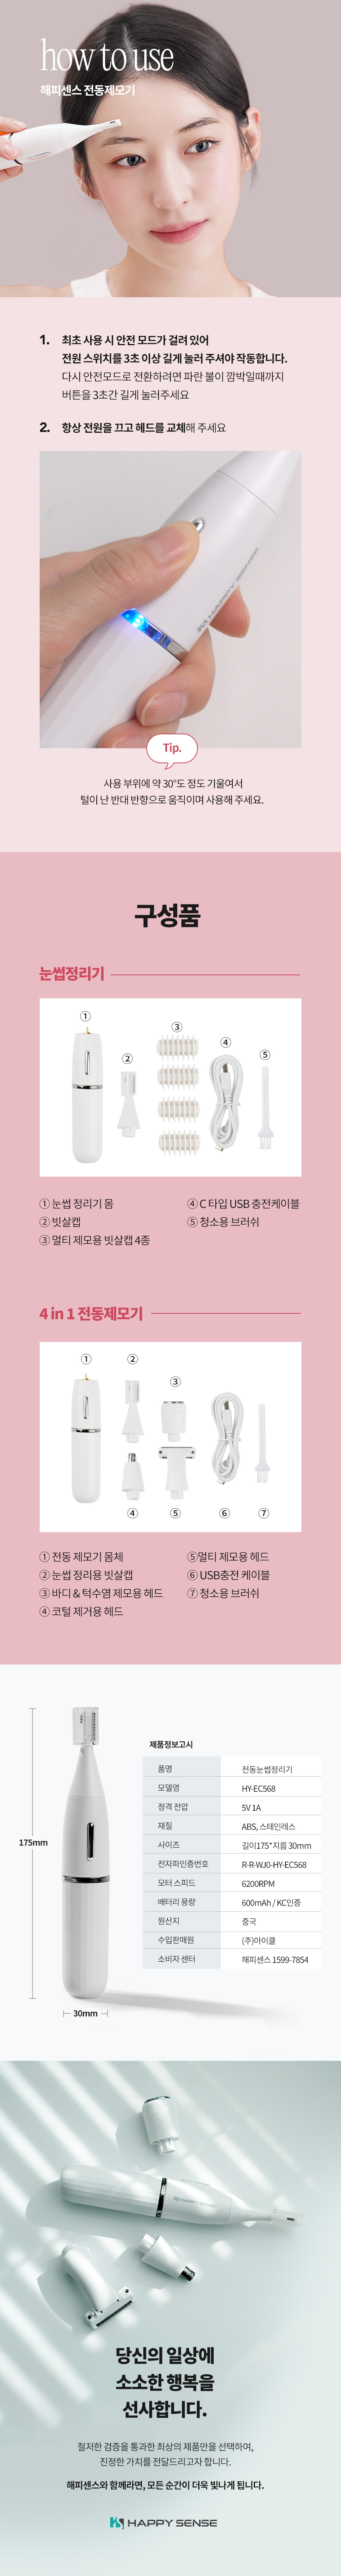 how to use
해피센스 전동제모기
1. 최초 사용 시 안전 모드가 걸려 있어
전원 스위치를 3초 이상 길게 눌러 주셔야 작동합니다.
다시 안전모드로 전환하려면 파란 불이 깜박일때까지
버튼을 3초간 길게 눌러주세요
2. 항상 전원을 끄고 헤드를 교체해 주세요
Tip.
사용 부위에 약 30°도 정도 기울여서
털이 난 반대 반향으로 움직이며 사용해 주세요.
구성품
눈썹정리기
① ② ③ ④ ⑤
① 눈썹 정리기 몸
② 빗살캡
③ 멀티 제모용 빗살캡 4종
④ C 타입 USB 충전케이블
⑤ 청소용 브러쉬
4 in 1 전동제모기
① ② ③
④ ⑤ ⑥ ⑦
① 전동 제모기 몸체
② 눈썹 정리용 빗살캡
③ 바디 & 턱수염 제모용 헤드
④ 코털 제거용 헤드
⑤멀티 제모용 헤드
⑥ USB충전 케이블
⑦ 청소용 브러쉬
175mm
30mm
제품정보고시
품명 전동눈썹정리기
모델명 HY-EC568
정격 전압 5V 1A
재질 ABS, 스테인레스
사이즈 길이175*지름 30mm
전자파인증번호 R-R-WJ0-HY-EC568
모터 스피드 6200RPM
배터리 용량 600mAh / KC인증
원산지 중국
수입판매원 (주)아이클
소비자 센터 해피센스 1599-7854
당신의 일상에
소소한 행복을
선사합니다.
철저한 검증을 통과한 최상의 제품만을 선택하여,
진정한 가치를 전달드리고자 합니다.
해피센스와 함께라면, 모든 순간이 더욱 빛나게 됩니다.
HAPPY SENSE